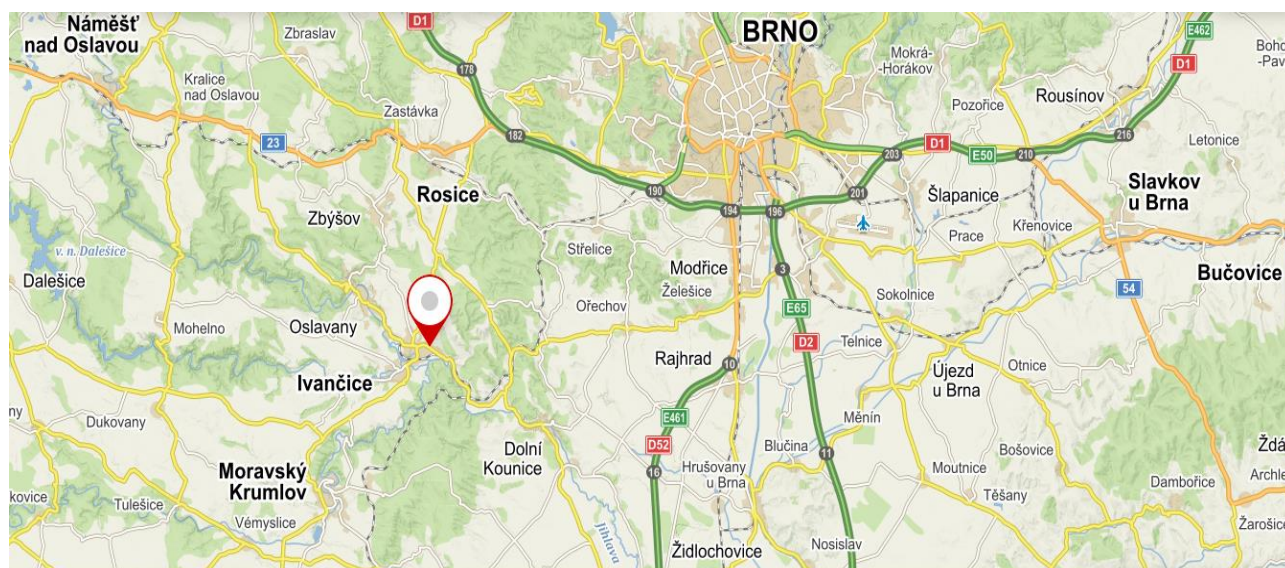 Náměšť
nad Oslavou
Zbraslav
D1
BRNO
E462
Mokrá-
-Horákov
D1
178
Kralice
nad Oslavou
Zastávka
Pozořice
Rousínov
182
23
203
D1
E50
210
216
Letonice
Rosice
190
194
196
201
Šlapanice
Slavkov
u Brna
Zbýšov
v. n. Dalešice
Střelice
Prace
Křenovice
Dalešice
Modřice
3
Bučovice
Želešice
Sokolnice
54
Ořechov
E65
Oslavany
Mohelno
D2
Telnice
Rajhrad
10
Újezd
u Brna
Otnice
Ivančice
E461
Měnín
Dukovany
Dolní
Kounice
D52
Blučina
11
Bošovice
Moravský
Krumlov
16
Hrušovany
u Brna
Moutnice
Těšany
Dambořice
Tulešice
Vémyslice
Jihlava
Židlochovice
Nosislav
Žarošice